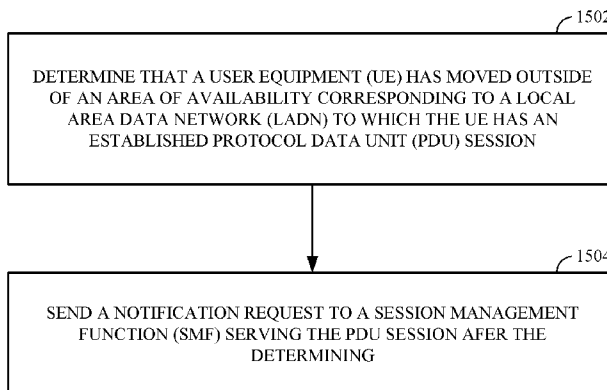 1502
DETERMINE THAT A USER EQUIPMENT (UE) HAS MOVED OUTSIDE
OF AN AREA OF AVAILABILITY CORRESPONDING TO A LOCAL
AREA DATA NETWORK (LADN) TO WHICH THE UE HAS AN
ESTABLISHED PROTOCOL DATA UNIT (PDU) SESSION
1504
SEND A NOTIFICATION REQUEST TO A SESSION MANAGEMENT
FUNCTION (SMF) SERVING THE PDU SESSION AFER THE
DETERMINING